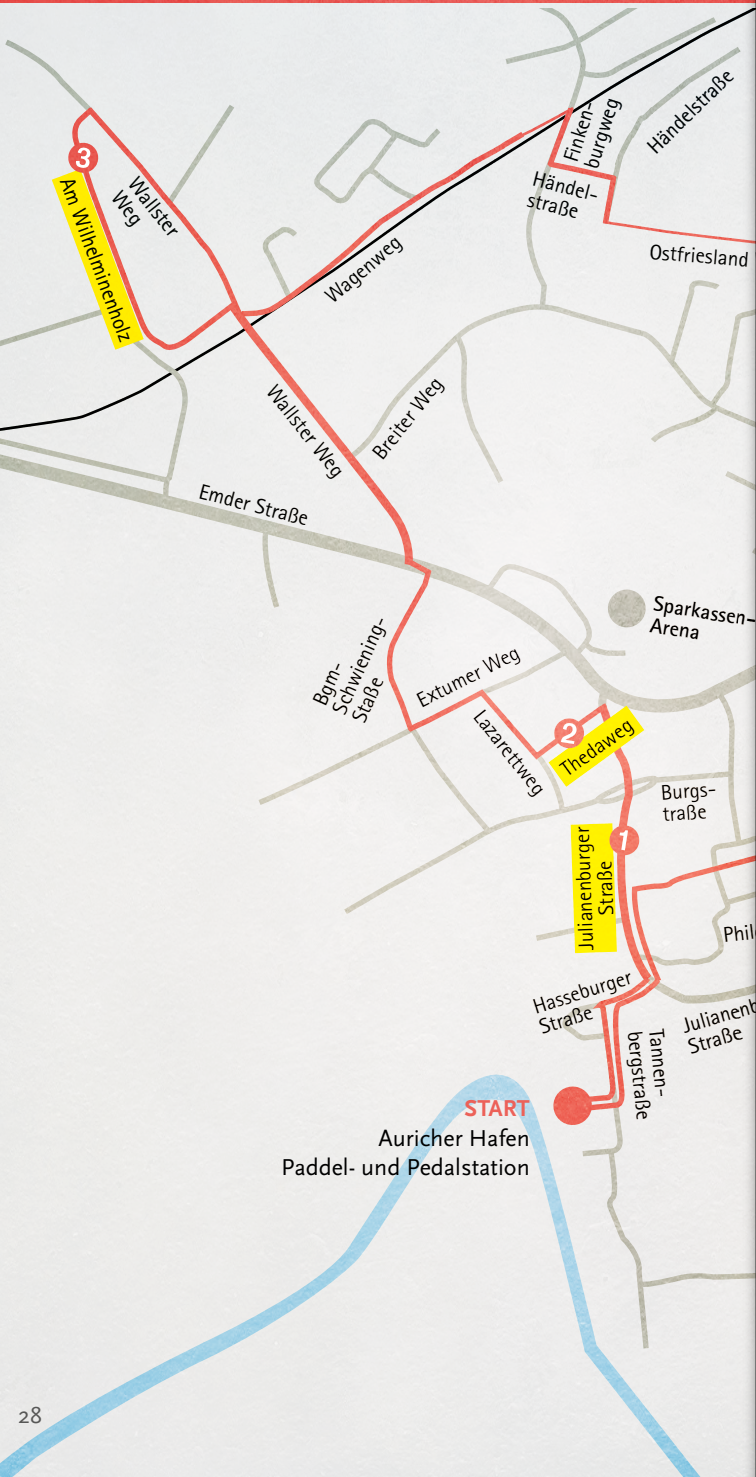 Finken-
burgweg
Händelstraße
3
Wallster
Weg
Am Wilhelminenholz
Händel-
straße
Ostfriesland
Wagenweg
Wallster Weg
Breiter Weg
Emder Straße
Sparkassen-
Arena
Bgm-
Schwiening-
Staße
Extumer Weg
Lazarettweg
2
Thedaweg
Burgs-
traße
1
Julianenburger
Straße
Phil
Hasseburger
Straße
Julianenb
Straße
Tannen-
bergstraße
START
Auricher Hafen
Paddel- und Pedalstation
28